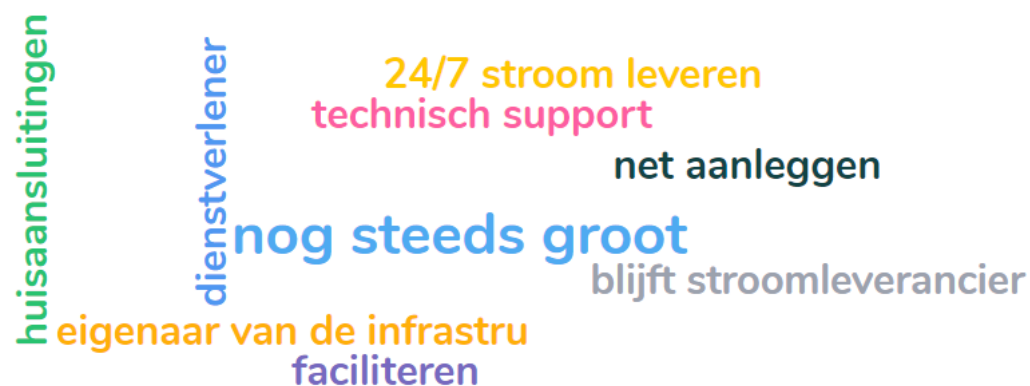 huisaansluitingen
dienstverlener
24/7 stroom leveren
technisch support
net aanleggen
nog steeds groot
blijft stroomleverancier
eigenaar van de infrastru
faciliteren